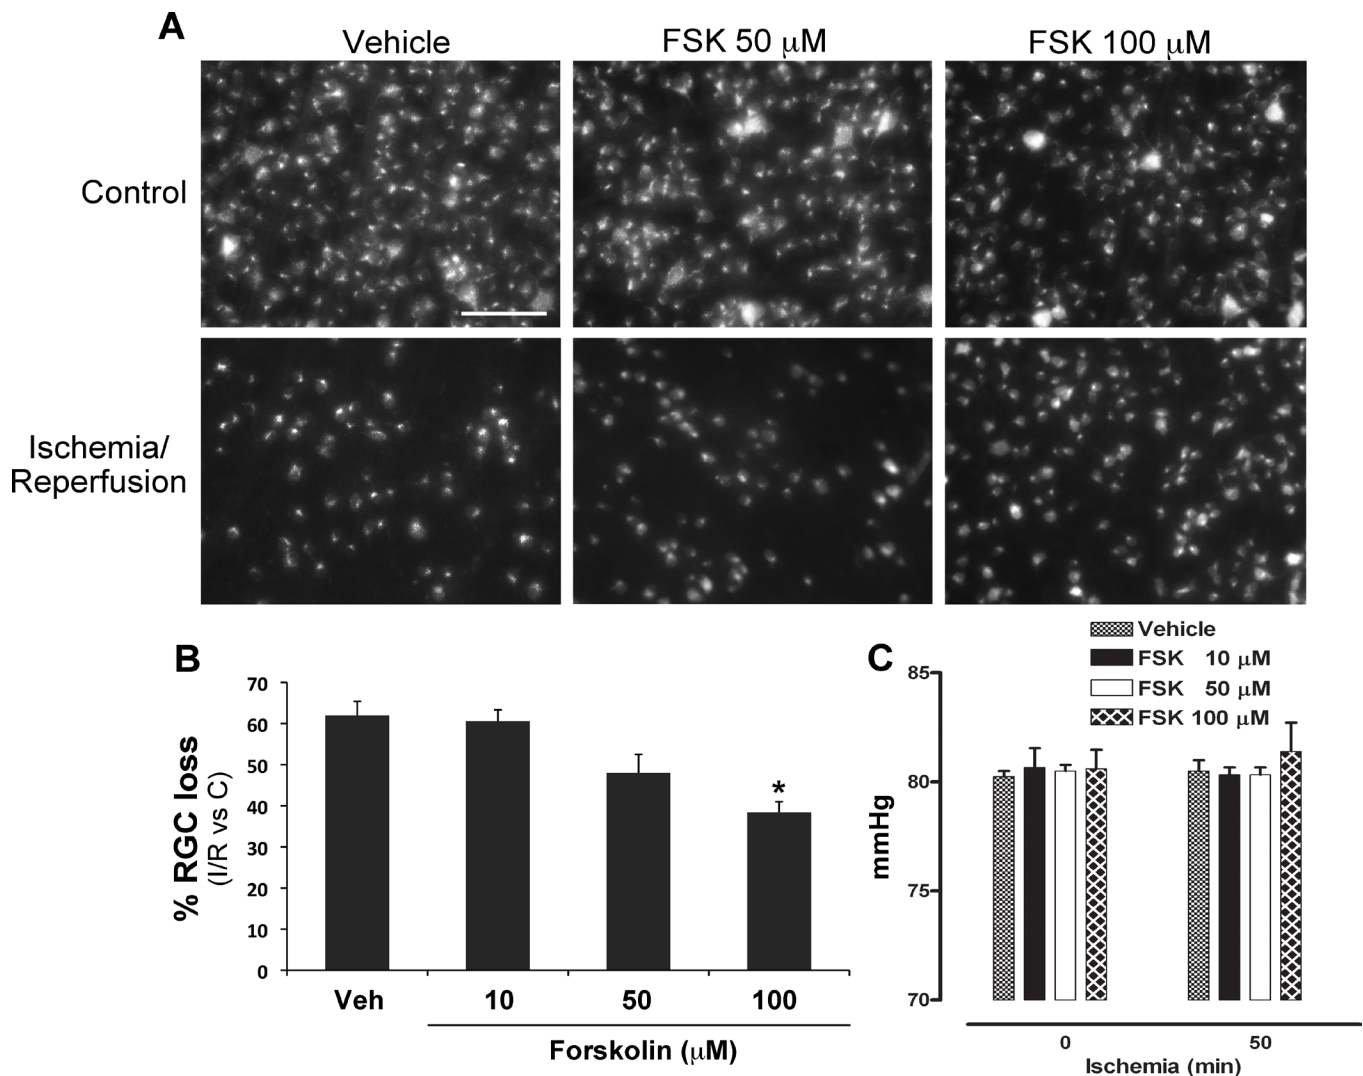 A
Vehicle
FSK 50 μM
FSK 100 μM
Control
Ischemia/
Reperfusion
B
% RGC loss
(I/R vs C)
70
60
50
40
30
20
10
0
*
Veh
10
50
100
Forskolin (μM)
C
Vehicle
FSK 10 μM
FSK 50 μM
FSK 100 μM
mmHg
85
80
75
70
0
50
Ischemia (min)